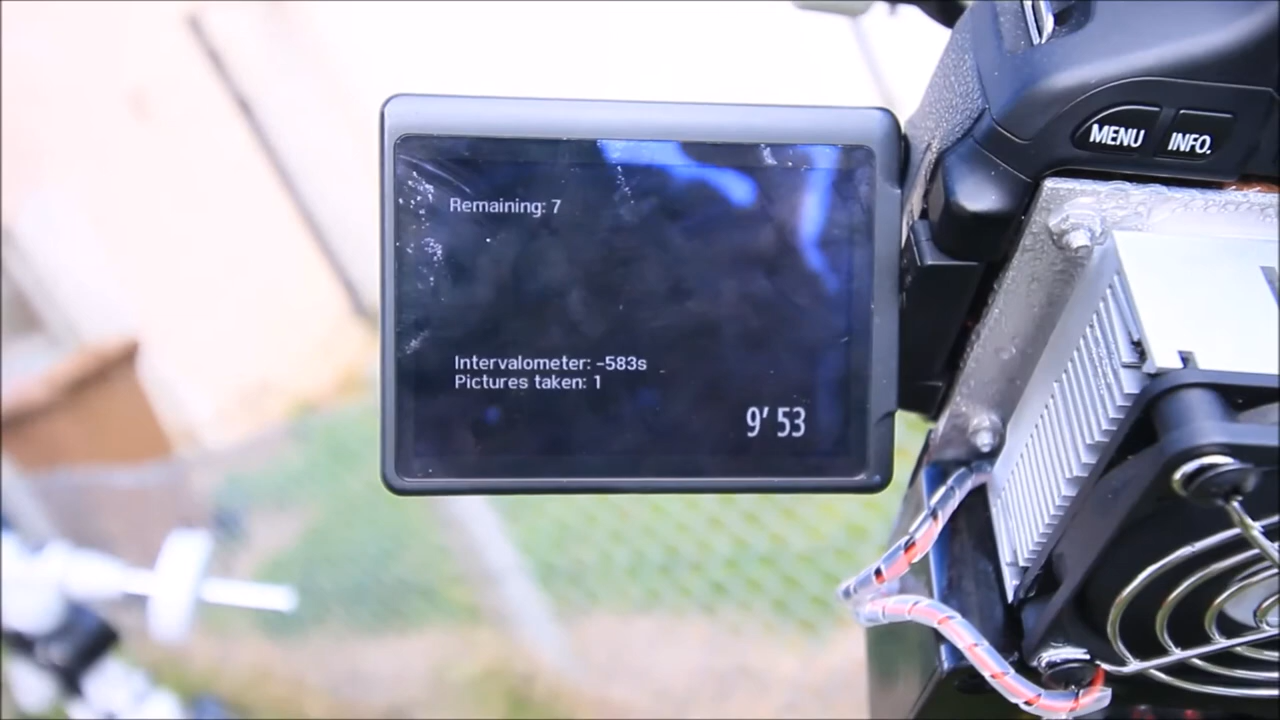 MENU INFO.
Remaining: 7
Intervalometer: -583s
Pictures taken: 1
9' 53